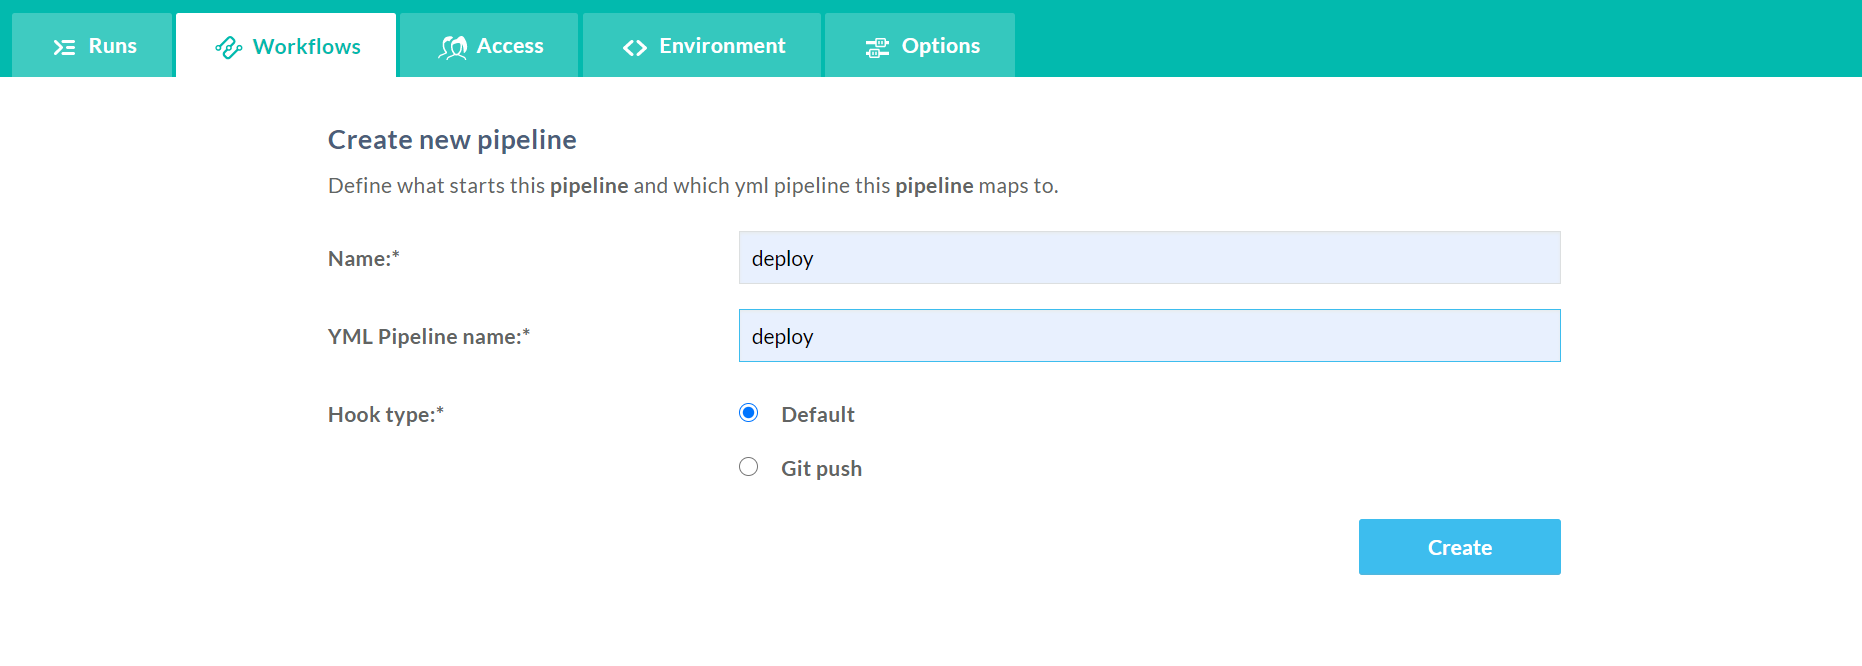 Runs Workflows Access Environment Options
Create new pipeline
Define what starts this pipeline and which yml pipeline this pipeline maps to.
Name:* deploy
YML Pipeline name:* deploy
Hook type:* Default
Git push
Create